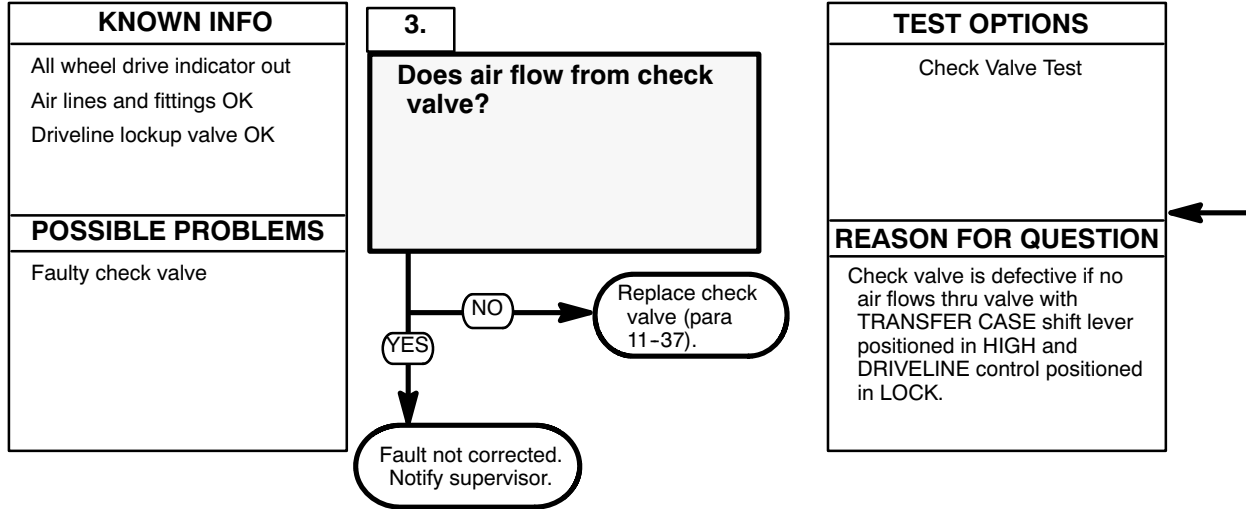 KNOWN INFO
All wheel drive indicator out
Air lines and fittings OK
Driveline lockup valve OK
POSSIBLE PROBLEMS
Faulty check valve
3.
Does air flow from check
valve?
NO
Replace check
valve (para
11-37).
YES
Fault not corrected.
Notify supervisor.
TEST OPTIONS
Check Valve Test
REASON FOR QUESTION
Check valve is defective if no
air flows thru valve with
TRANSFER CASE shift lever
positioned in HIGH and
DRIVELINE control positioned
in LOCK.